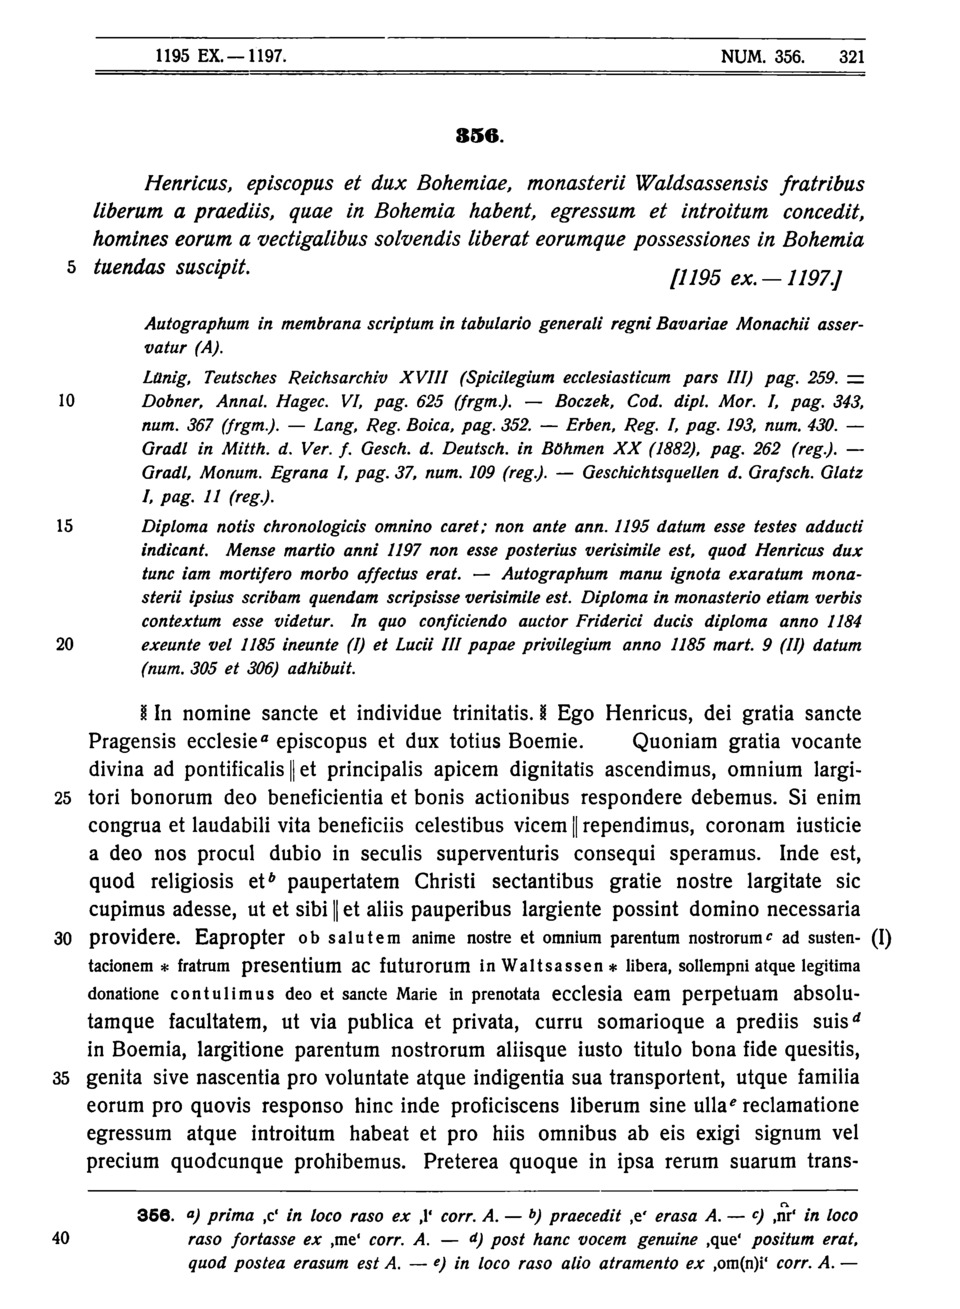 1195 EX.—1197. NUM. 356. 321
356.
Henricus, episcopus et dux Bohemiae, monasterii Waldsassensis fratribus
liberum a praediis, quae in Bohemia habent, egressum et introitum concedit,
homines eorum a vectigalibus solvendis liberat eorumque possessiones in Bohemia
5 tuendas suscipit. [1195 ex.—1197.]
Autographum in membrana scriptum in tabulario generali regni Bavariae Monachii asser-
vatur (A).
Lünig, Teutsches Reichsarchiv XVIII (Spicilegium ecclesiasticum pars III) pag. 259. =
10 Dobner, Annal. Hagec. VI, pag. 625 (frgm.). — Boczek, Cod. dipl. Mor. I, pag. 343,
num. 367 (frgm.). — Lang, Reg. Boica, pag. 352. — Erben, Reg. I, pag. 193, num. 430. —
Gradl in Mitth. d. Ver. f. Gesch. d. Deutsch. in Böhmen XX (1882), pag. 262 (reg.). —
Gradl, Monum. Egrana I, pag. 37, num. 109 (reg.). — Geschichtsquellen d. Grafsch. Glatz
I, pag. 11 (reg.).
15 Diploma notis chronologicis omnino caret; non ante ann. 1195 datum esse testes adducti
indicant. Mense martio anni 1197 non esse posterius verisimile est, quod Henricus dux
tunc iam mortifero morbo affectus erat. — Autographum manu ignota exaratum mona-
sterii ipsius scribam quendam scripsisse verisimile est. Diploma in monasterio etiam verbis
contextum esse videtur. In quo conficiendo auctor Friderici ducis diploma anno 1184
20 exeunte vel 1185 ineunte (I) et Lucii III papae privilegium anno 1185 mart. 9 (II) datum
(num. 305 et 306) adhibuit.
⁑ In nomine sancte et individue trinitatis. ⁑ Ego Henricus, dei gratia sancte
Pragensis ecclesie a episcopus et dux totius Boemie. Quoniam gratia vocante
divina ad pontificalis || et principalis apicem dignitatis ascendimus, omnium largi-
25 tori bonorum deo beneficientia et bonis actionibus respondere debemus. Si enim
congrua et laudabili vita beneficiis celestibus vicem || rependimus, coronam iusticie
a deo nos procul dubio in seculis superventuris consequi speramus. Inde est,
quod religiosis et b paupertatem Christi sectantibus gratie nostre largitate sic
cupimus adesse, ut et sibi || et aliis pauperibus largiente possint domino necessaria
30 providere. Eapropter ob salutem anime nostre et omnium parentum nostrorum c ad susten- (I)
tacionem * fratrum presentium ac futurorum in Waltsassen * libera, sollempni atque legitima
donatione contulimus deo et sancte Marie in prenotata ecclesia eam perpetuam absolu-
tamque facultatem, ut via publica et privata, curru somarioque a prediis suis d
in Boemia, largitione parentum nostrorum aliisque iusto titulo bona fide quesitis,
35 genita sive nascentia pro voluntate atque indigentia sua transportent, utque familia
eorum pro quovis responso hinc inde proficiscens liberum sine ulla e reclamatione
egressum atque introitum habeat et pro hiis omnibus ab eis exigi signum vel
precium quodcunque prohibemus. Preterea quoque in ipsa rerum suarum trans-
356. a) prima ‚c‘ in loco raso ex ‚l‘ corr. A. — b) praecedit ‚e‘ erasa A. — c) ‚nr‘ in loco
40 raso fortasse ex ‚me‘ corr. A. — d) post hanc vocem genuine ‚que‘ positum erat,
quod postea erasum est A. — e) in loco raso alio atramento ex ‚om(n)i‘ corr. A. —